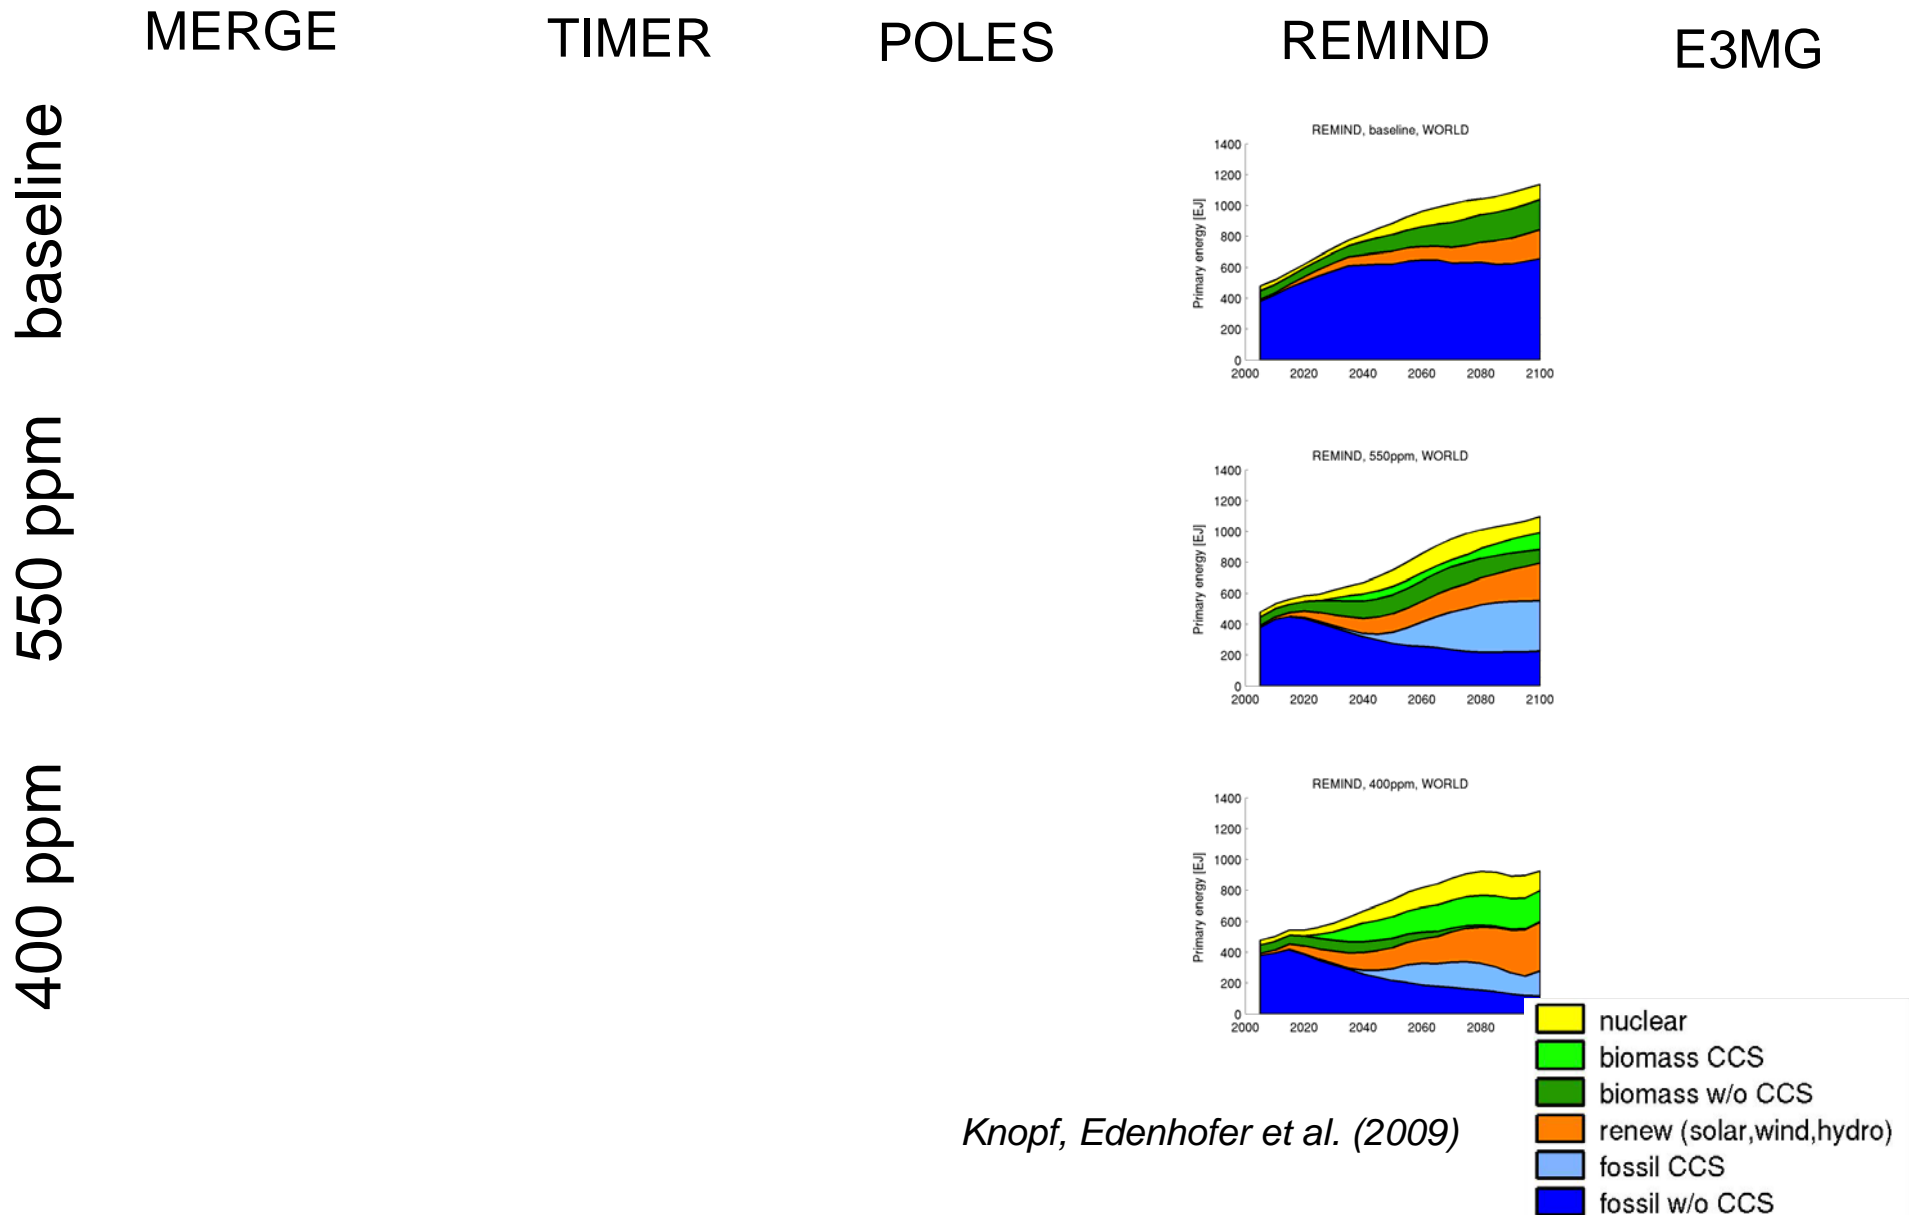 MERGE TIMER POLES REMIND E3MG
baseline
REMIND, baseline, WORLD
Primary energy [EJ]
1400
1200
1000
800
600
400
200
0
2000 2020 2040 2060 2080 2100
550 ppm
REMIND, 550ppm, WORLD
Primary energy [EJ]
1400
1200
1000
800
600
400
200
0
2000 2020 2040 2060 2080 2100
400 ppm
REMIND, 400ppm, WORLD
Primary energy [EJ]
1400
1200
1000
800
600
400
200
0
2000 2020 2040 2060 2080
nuclear
biomass CCS
biomass w/o CCS
renew (solar,wind,hydro)
fossil CCS
fossil w/o CCS
Knopf, Edenhofer et al. (2009)